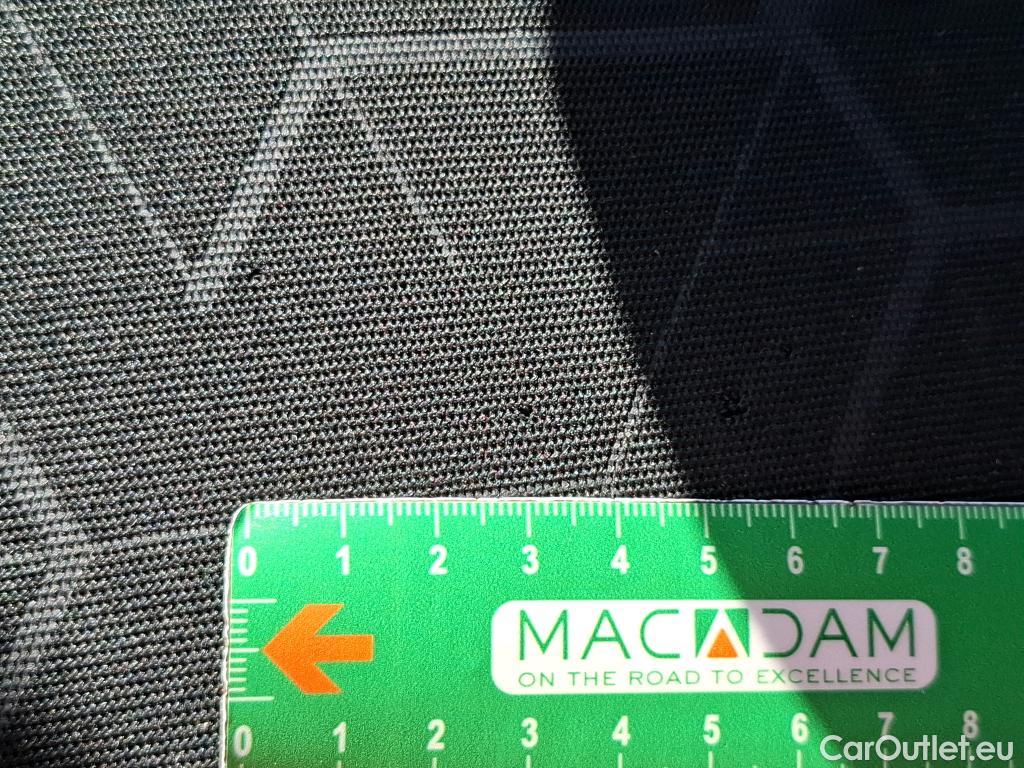 0 1 2 3 4 5 6 7 8
MACADAM
ON THE ROAD TO EXCELLENCE
0 1 2 3 4 5 6 7 8
CarOutlet.eu